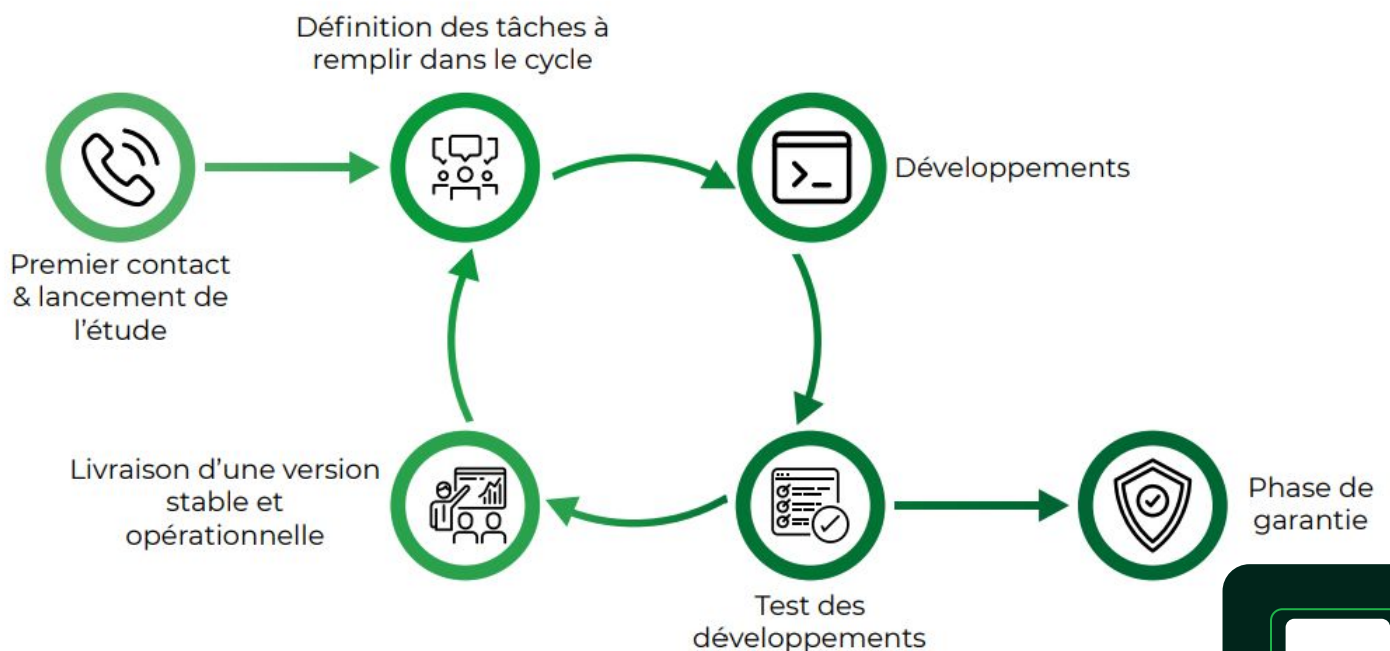 Définition des tâches à
remplir dans le cycle
Développements
Premier contact
& lancement de
l'étude
Livraison d'une version
stable et
opérationnelle
Phase de
garantie
Test des
développements